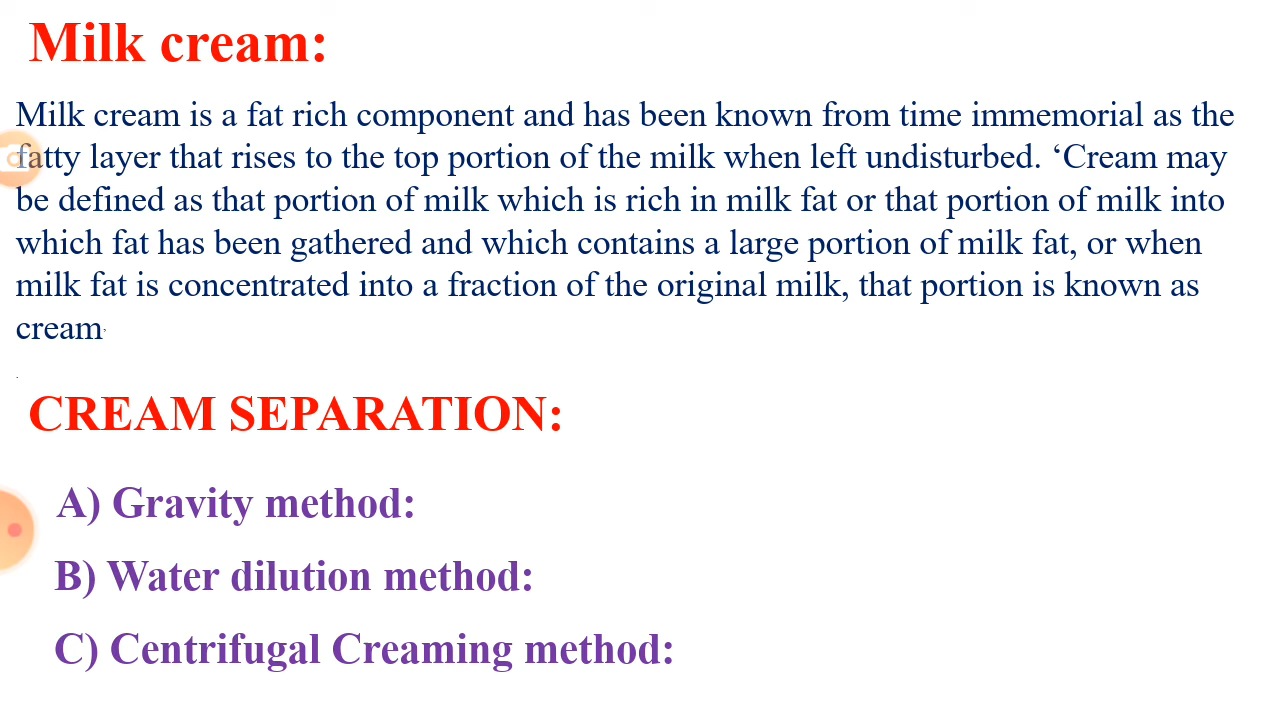 Milk cream:
Milk cream is a fat rich component and has been known from time immemorial as the
fatty layer that rises to the top portion of the milk when left undisturbed. ‘Cream may
be defined as that portion of milk which is rich in milk fat or that portion of milk into
which fat has been gathered and which contains a large portion of milk fat, or when
milk fat is concentrated into a fraction of the original milk, that portion is known as
cream.
CREAM SEPARATION:
A) Gravity method:
B) Water dilution method:
C) Centrifugal Creaming method: